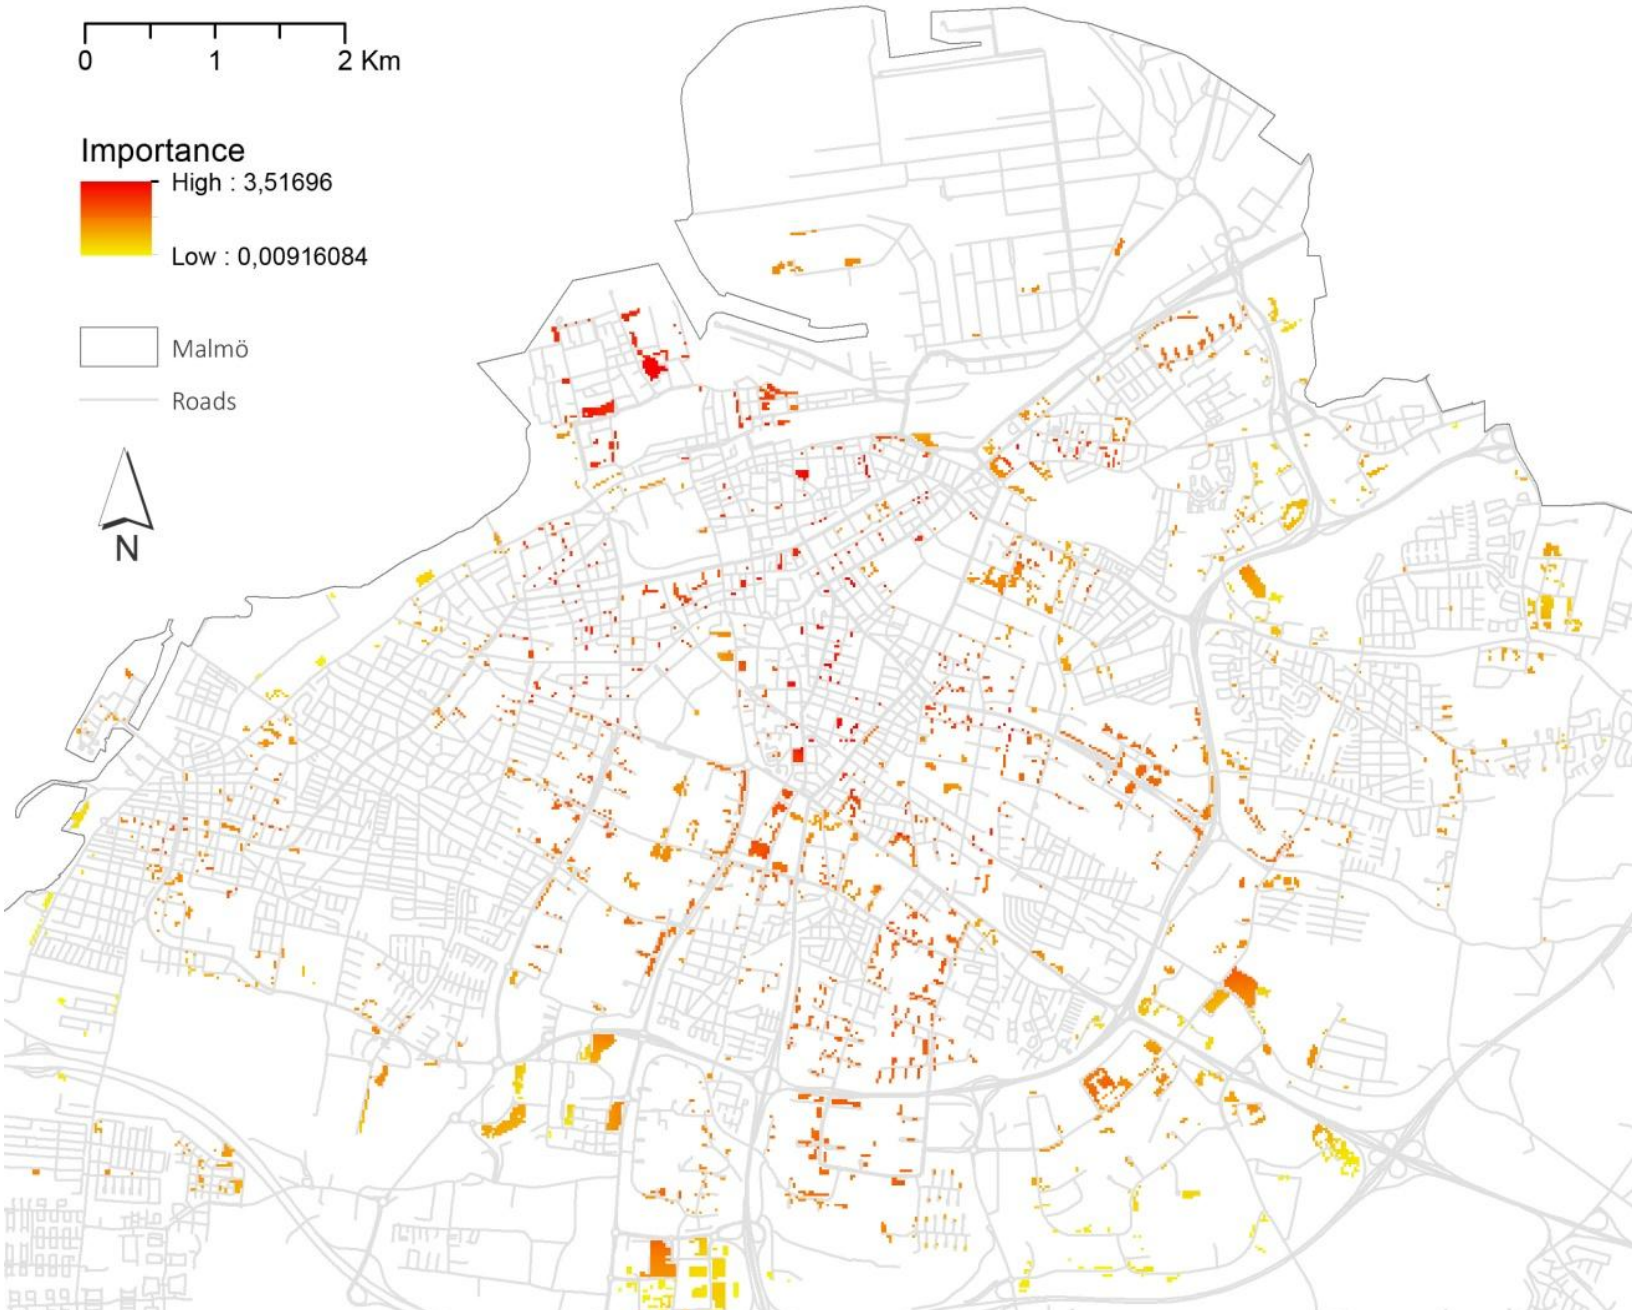 0 1 2 Km
Importance
High : 3,51696
Low : 0,00916084
Malmö
Roads
N